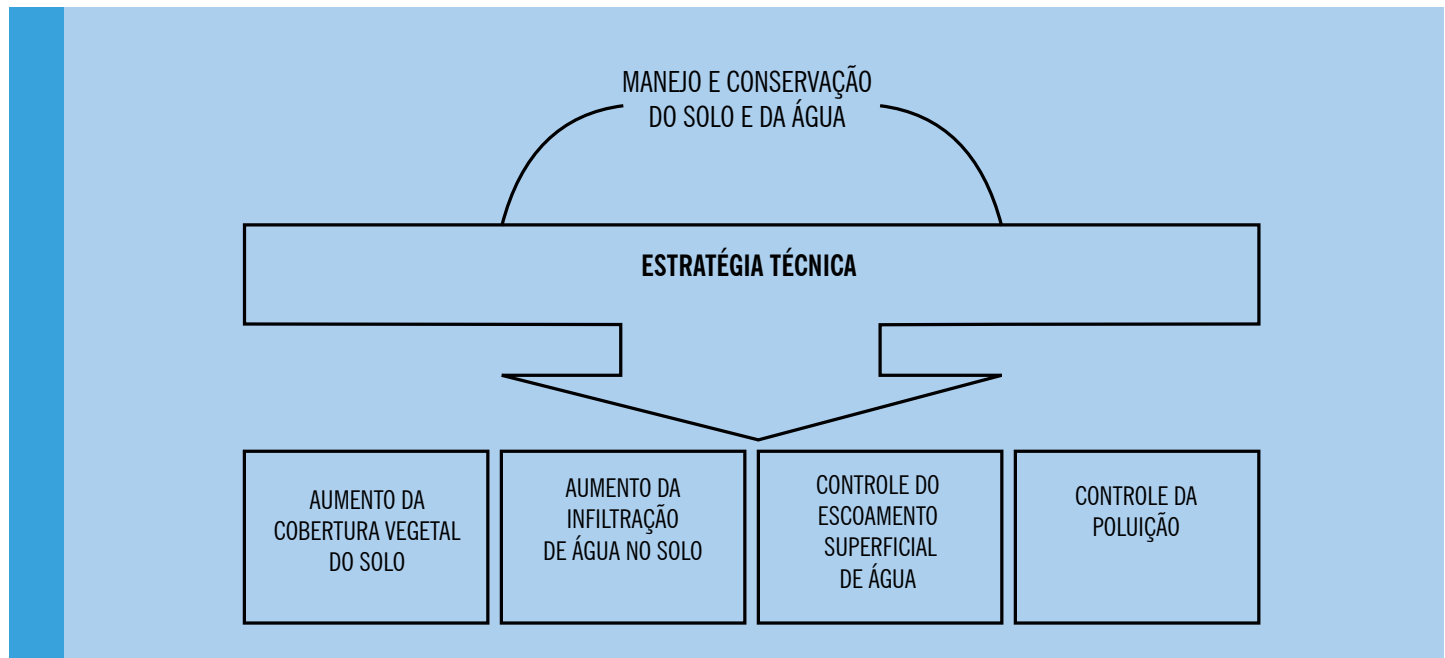 MANEJO E CONSERVAÇÃO
DO SOLO E DA ÁGUA
ESTRATÉGIA TÉCNICA
AUMENTO DA
COBERTURA VEGETAL
DO SOLO
AUMENTO DA
INFILTRAÇÃO
DE ÁGUA NO SOLO
CONTROLE DO
ESCOAMENTO
SUPERFICIAL
DE ÁGUA
CONTROLE DA
POLUIÇÃO